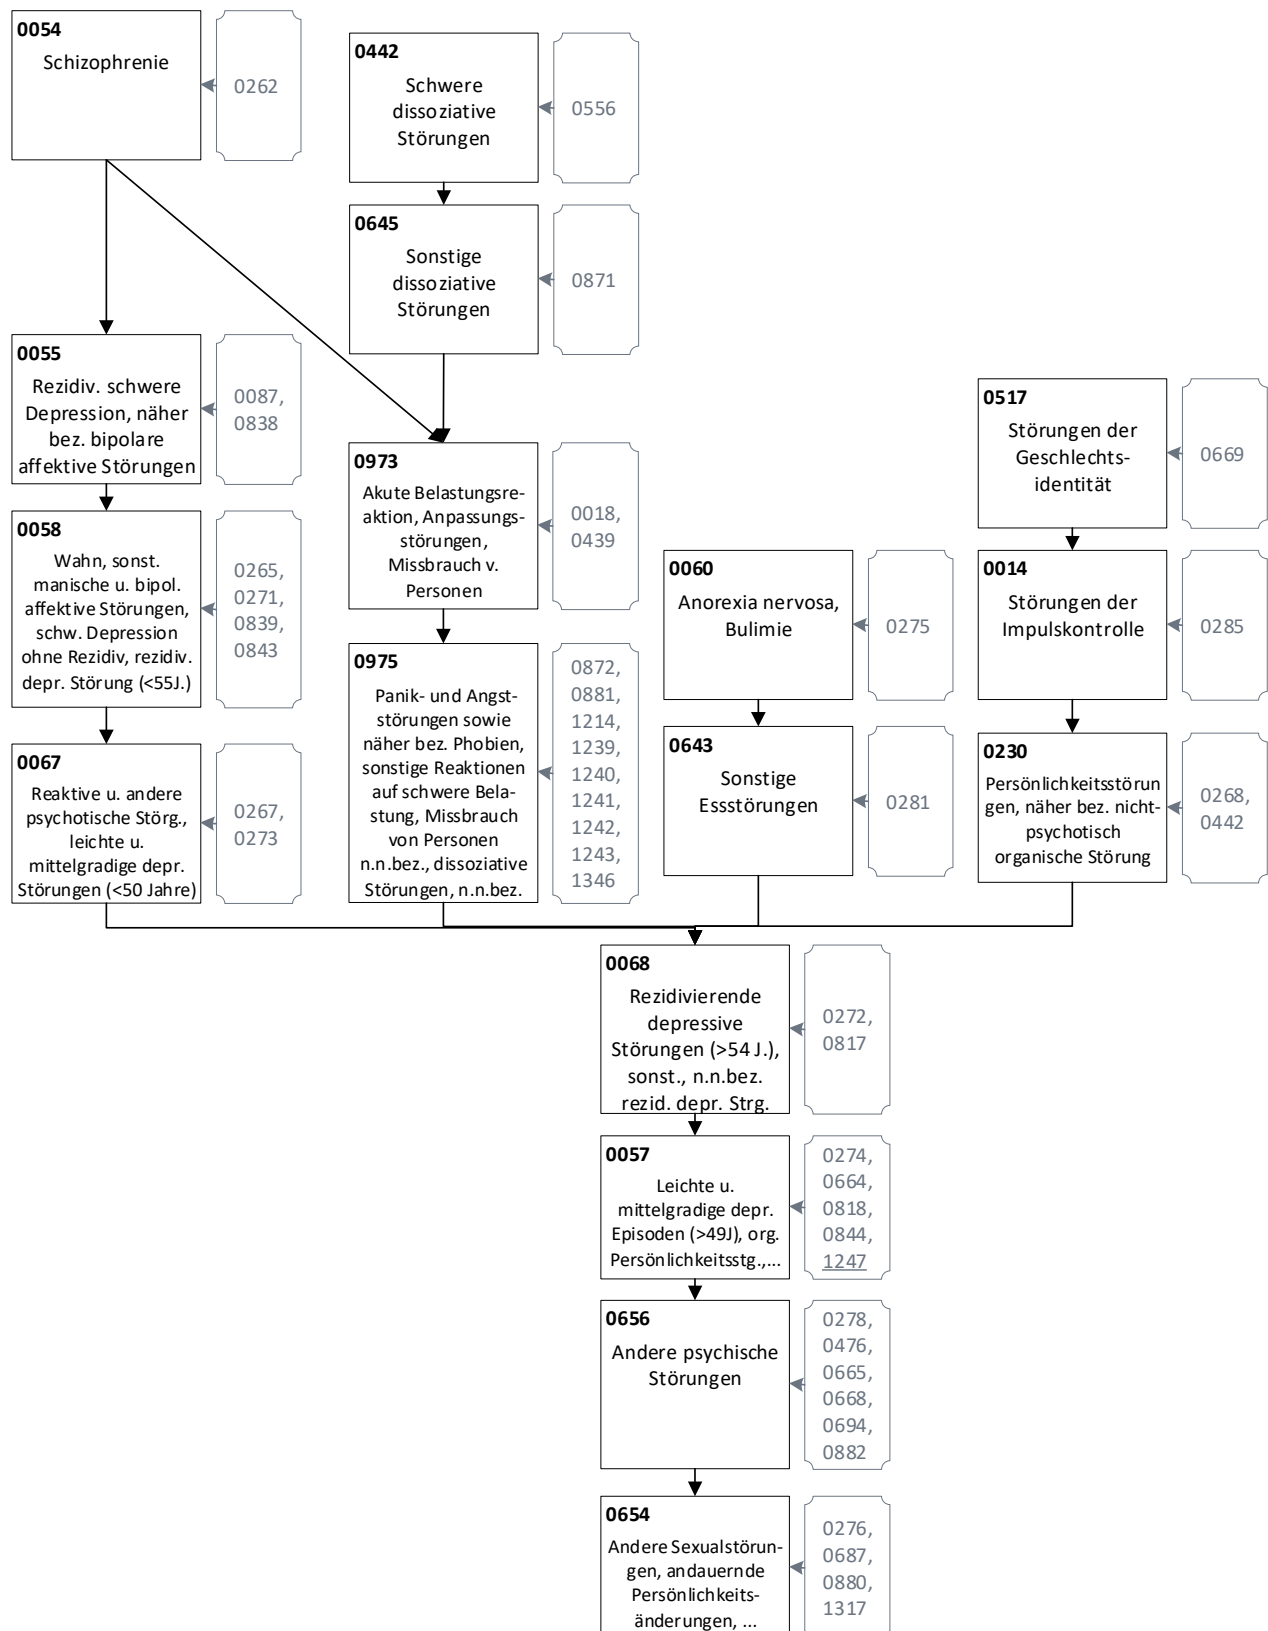 0054
Schizophrenie
0262
0442
Schwere
dissoziative
Störungen
0556
0645
Sonstige
dissoziative
Störungen
0871
0055
Rezidiv. schwere
Depression, näher
bez. bipolare
affektive Störungen
0087,
0838
0517
Störungen der
Geschlechts-
identität
0669
0973
Akute Belastungsre-
aktion, Anpassungs-
störungen,
Missbrauch v.
Personen
0018,
0439
0058
Wahn, sonst.
manische u. bipol.
affektive Störungen,
schw. Depression
ohne Rezidiv, rezidiv.
depr. Störung (<55J.)
0265,
0271,
0839,
0843
0060
Anorexia nervosa,
Bulimie
0275
0014
Störungen der
Impulskontrolle
0285
0975
Panik- und Angst-
störungen sowie
näher bez. Phobien,
sonstige Reaktionen
auf schwere Bela-
stung, Missbrauch
von Personen
n.n.bez., dissoziative
Störungen, n.n.bez.
0872,
0881,
1214,
1239,
1240,
1241,
1242,
1243,
1346
0067
Reaktive u. andere
psychotische Störg.,
leichte u.
mittelgradige depr.
Störungen (<50 Jahre)
0267,
0273
0643
Sonstige
Essstörungen
0281
0230
Persönlichkeitsstörun
gen, näher bez. nicht-
psychotisch
organische Störung
0268,
0442
0068
Rezidivierende
depressive
Störungen (>54 J.),
sonst., n.n.bez.
rezid. depr. Strg.
0272,
0817
0057
Leichte u.
mittelgradige depr.
Episoden (>49J), org.
Persönlichkeitsstg.,...
0274,
0664,
0818,
0844,
1247
0656
Andere psychische
Störungen
0278,
0476,
0665,
0668,
0694,
0882
0654
Andere Sexualstörun-
gen, andauernde
Persönlichkeits-
änderungen, ...
0276,
0687,
0880,
1317